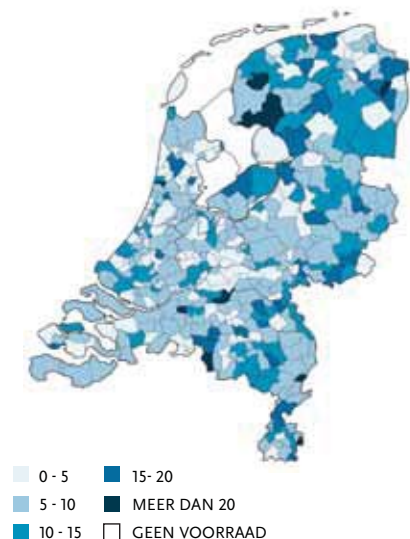 0 - 5
5 - 10
10 - 15
15- 20
MEER DAN 20
GEEN VOORRAAD